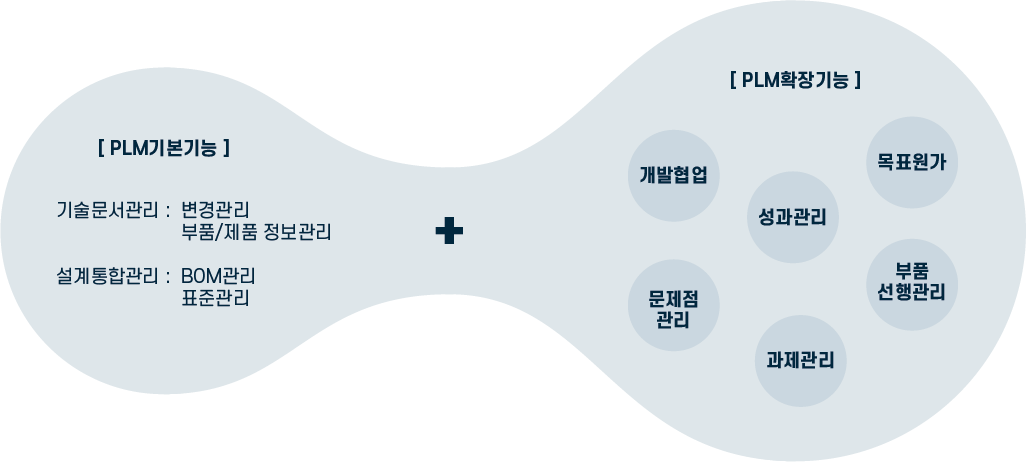 [ PLM기본기능 ]
기술문서관리 : 변경관리
부품/제품 정보관리
설계통합관리 : BOM관리
표준관리
+
[ PLM확장기능 ]
개발협업
성과관리
목표원가
문제점
관리
과제관리
부품
선행관리